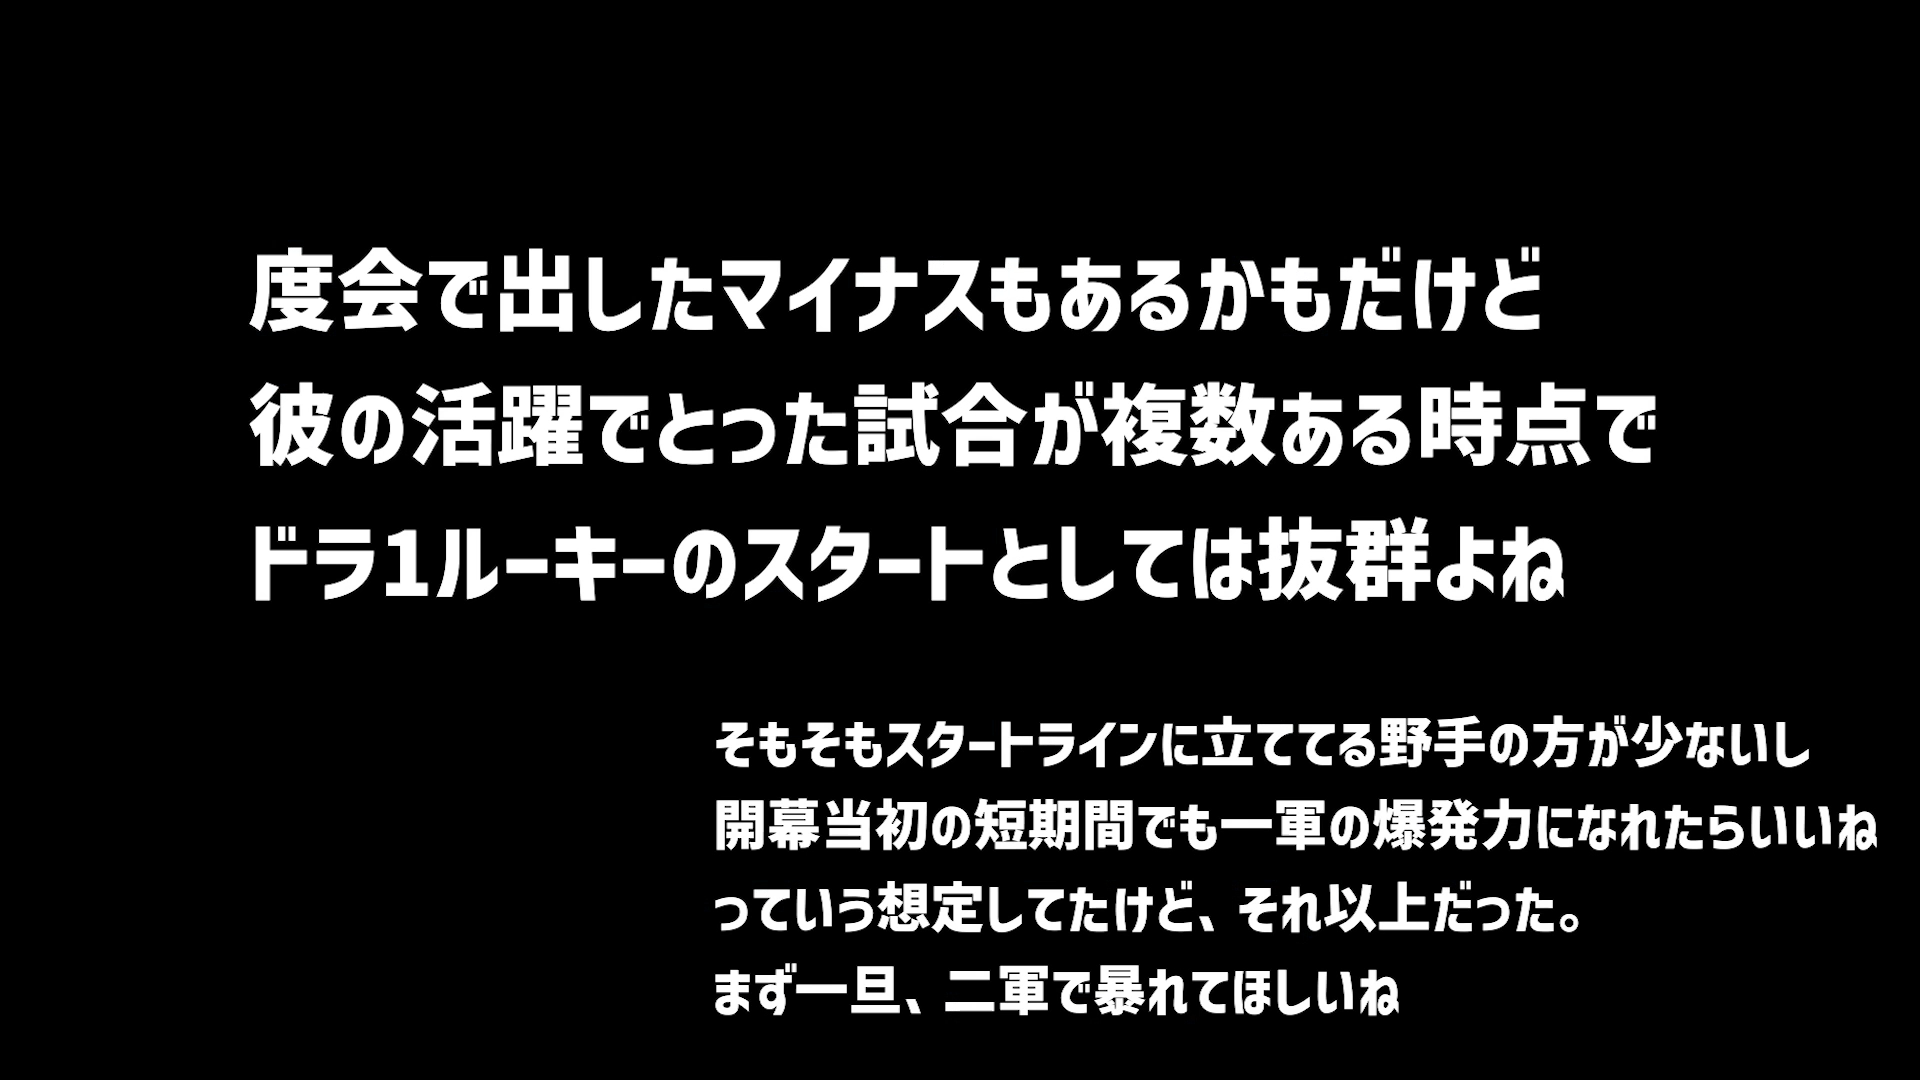 度会で出したマイナスもあるかもだけど
彼の活躍でとった試合が複数ある時点で
ドラ1ルーキーのスタートとしては抜群よね
そもそもスタートラインに立ててる野手の方が少ないし
開幕当初の短期間でも一軍の爆発力になれたらいいね
っていう想定してたけど、それ以上だった。
まず一旦、二軍で暴れてほしいね